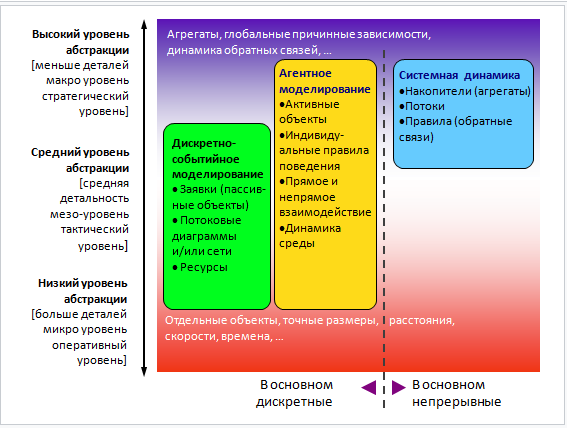 Высокий уровень
абстракции
[меньше деталей
макро уровень
стратегический
уровень]
Средний уровень
абстракции
[средняя
детальность
мезо-уровень
тактический
уровень]
Низкий уровень
абстракции
[больше деталей
микро уровень
оперативный
уровень]
Агрегаты, глобальные причинные зависимости,
динамика обратных связей, ...
Дискретно-
событийное
моделирование
• Заявки (пассив-
ные объекты)
• Потоковые
диаграммы
и/или сети
• Ресурсы
Агентное
моделирование
•Активные
объекты
•Индивиду-
альные правила
поведения
•Прямое и
непрямое
взаимодействие
•Динамика
среды
Системная динамика
•Накопители (агрегаты)
•Потоки
•Правила (обратные
связи)
Отдельные объекты, точные размеры, расстояния,
скорости, времена, ...
В основном
дискретные
В основном
непрерывные